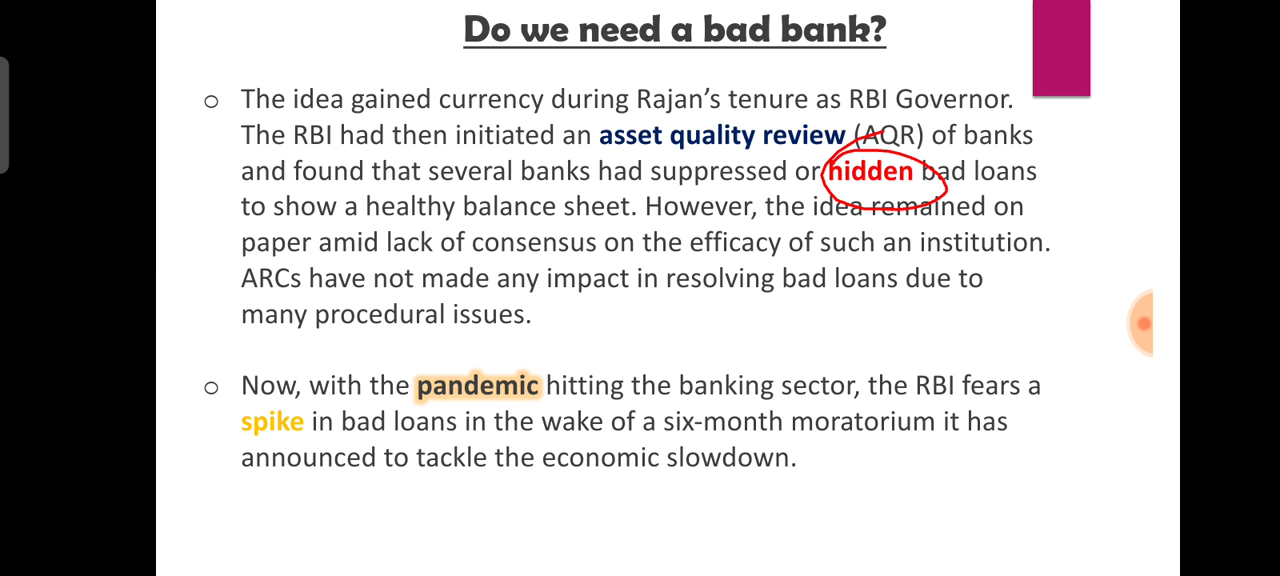 Do we need a bad bank?
○ The idea gained currency during Rajan's tenure as RBI Governor.
The RBI had then initiated an asset quality review (AQR) of banks
and found that several banks had suppressed or hidden bad loans
to show a healthy balance sheet. However, the idea remained on
paper amid lack of consensus on the efficacy of such an institution.
ARCs have not made any impact in resolving bad loans due to
many procedural issues.
○ Now, with the pandemic hitting the banking sector, the RBI fears a
spike in bad loans in the wake of a six-month moratorium it has
announced to tackle the economic slowdown.